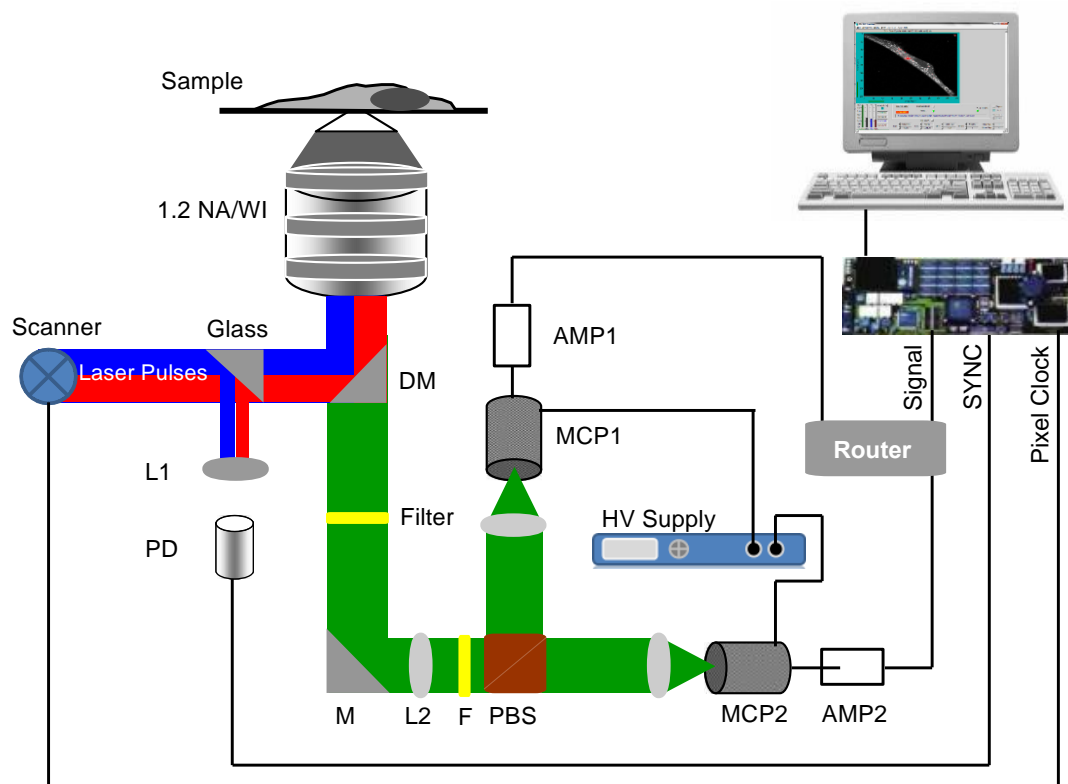 Sample
1.2 NA/WI
Scanner
Glass
Laser Pulses
DM
AMP1
MCP1
Signal
SYNC
Pixel Clock
Router
L1
PD
Filter
HV Supply
M
L2
F
PBS
MCP2
AMP2